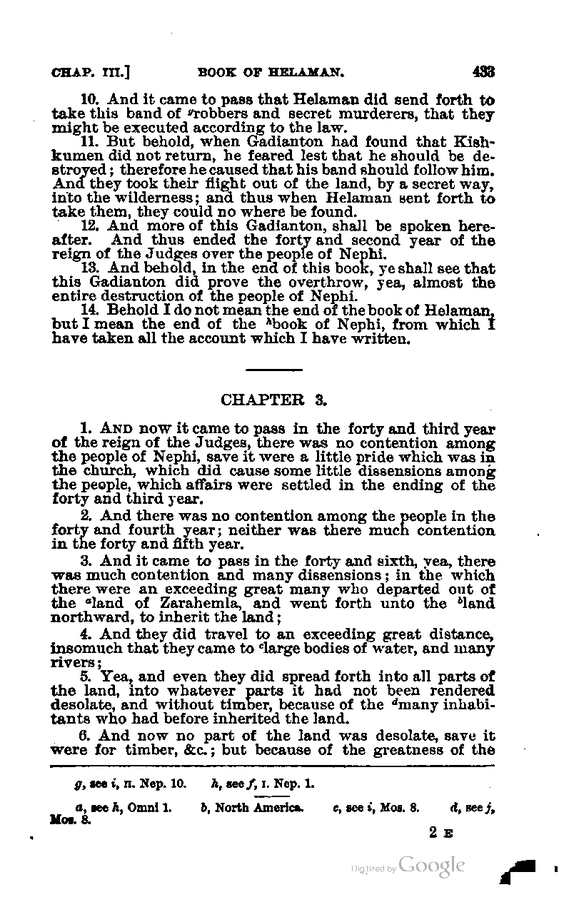 CHAP. III.] BOOK OF HELAMAN. 433
10. And it came to pass that Helaman did send forth to
take this band of ᵍrobbers and secret murderers, that they
might be executed according to the law.
11. But behold, when Gadianton had found that Kish-
kumen did not return, he feared lest that he should be de-
stroyed; therefore he caused that his band should follow him.
And they took their flight out of the land, by a secret way,
into the wilderness; and thus when Helaman sent forth to
take them, they could no where be found.
12. And more of this Gadianton, shall be spoken here-
after. And thus ended the forty and second year of the
reign of the Judges over the people of Nephi.
13. And behold, in the end of this book, ye shall see that
this Gadianton did prove the overthrow, yea, almost the
entire destruction of the people of Nephi.
14. Behold I do not mean the end of the book of Helaman,
but I mean the end of the ʰbook of Nephi, from which I
have taken all the account which I have written.
CHAPTER 3.
1. AND now it came to pass in the forty and third year
of the reign of the Judges, there was no contention among
the people of Nephi, save it were a little pride which was in
the church, which did cause some little dissensions among
the people, which affairs were settled in the ending of the
forty and third year.
2. And there was no contention among the people in the
forty and fourth year; neither was there much contention
in the forty and fifth year.
3. And it came to pass in the forty and sixth, yea, there
was much contention and many dissensions; in the which
there were an exceeding great many who departed out of
the ᵃland of Zarahemla, and went forth unto the ᵇland
northward, to inherit the land;
4. And they did travel to an exceeding great distance,
insomuch that they came to ᶜlarge bodies of water, and many
rivers;
5. Yea, and even they did spread forth into all parts of
the land, into whatever parts it had not been rendered
desolate, and without timber, because of the ᵈmany inhabi-
tants who had before inherited the land.
6. And now no part of the land was desolate, save it
were for timber, &c.; but because of the greatness of the
g, see i, II. Nep. 10. h, see f, I. Nep. 1.
a, see h, Omni 1. b, North America. c, see i, Mos. 8. d, see j,
Mos. 8.
2 E
Digitized by Google